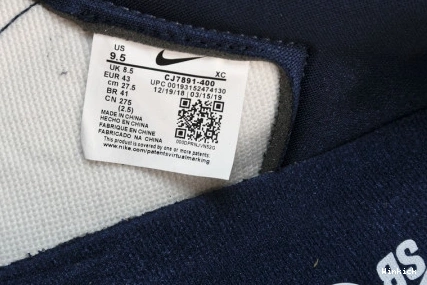 US
9.5 XC
UK 8.5 CJ7891-400
EUR 43 UPC 00193152474130
cm 27.5 12/19/18 | 03/15/19
BR 41
CN 275
(2.5)
MADE IN CHINA
HECHO EN CHINA
FABRIQUE EN CHINE
FABRICADO NA CHINA
This product is covered by one or more patents:
www.nike.com/patentsvirtualmarking
SB